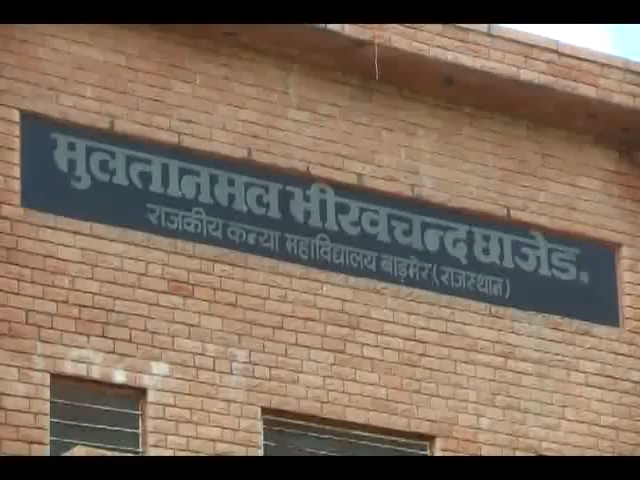 मुलतानमल भीखचन्द छाजेड.
राजकीय कन्या महाविद्यालय बाड़मेर(राजस्थान)